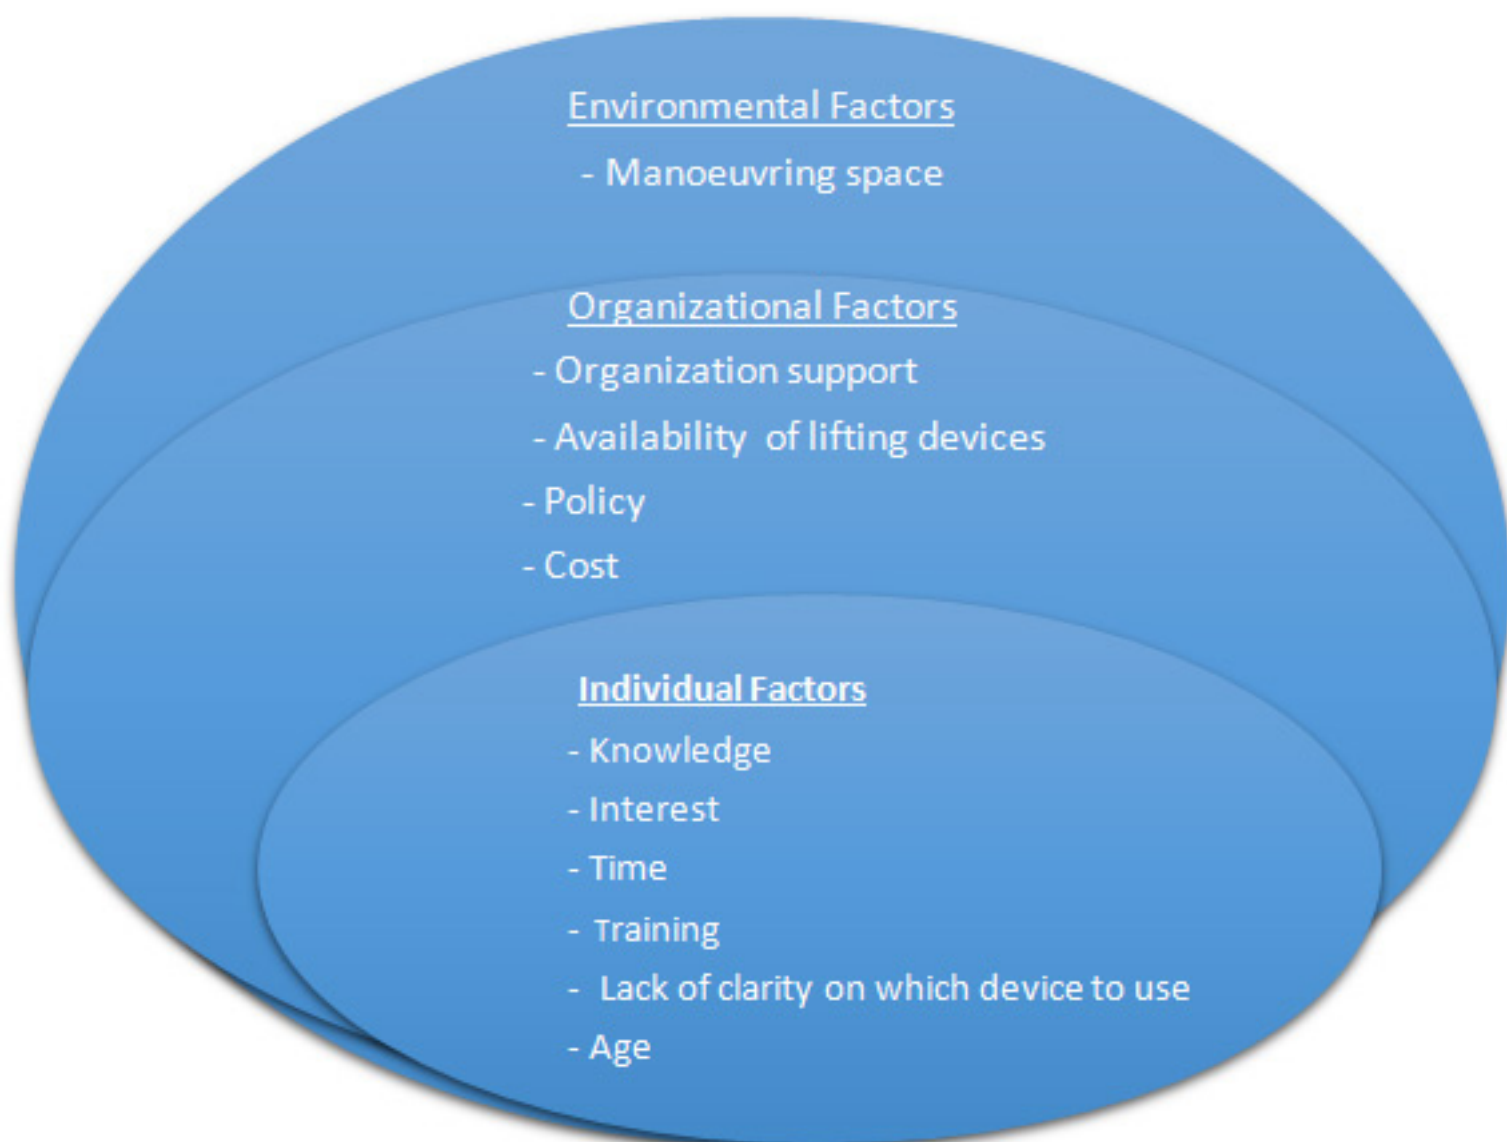 Environmental Factors
- Manoeuvring space
Organizational Factors
- Organization support
- Availability of lifting devices
- Policy
- Cost
Individual Factors
- Knowledge
- Interest
- Time
- Training
- Lack of clarity on which device to use
- Age